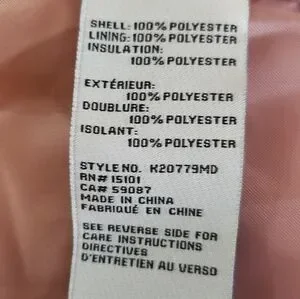 SHELL: 100% POLYESTER
LINING: 100% POLYESTER
INSULATION:
100% POLYESTER
EXTÉRIEUR:
100% POLYESTER
DOUBLURE:
100% POLYESTER
ISOLANT:
100% POLYESTER
STYLE NO. K20779MD
RN# 15101
CA# 59087
MADE IN CHINA
FABRIQUÉ EN CHINE
SEE REVERSE SIDE FOR
CARE INSTRUCTIONS
DIRECTIVES
D'ENTRETIEN AU VERSO